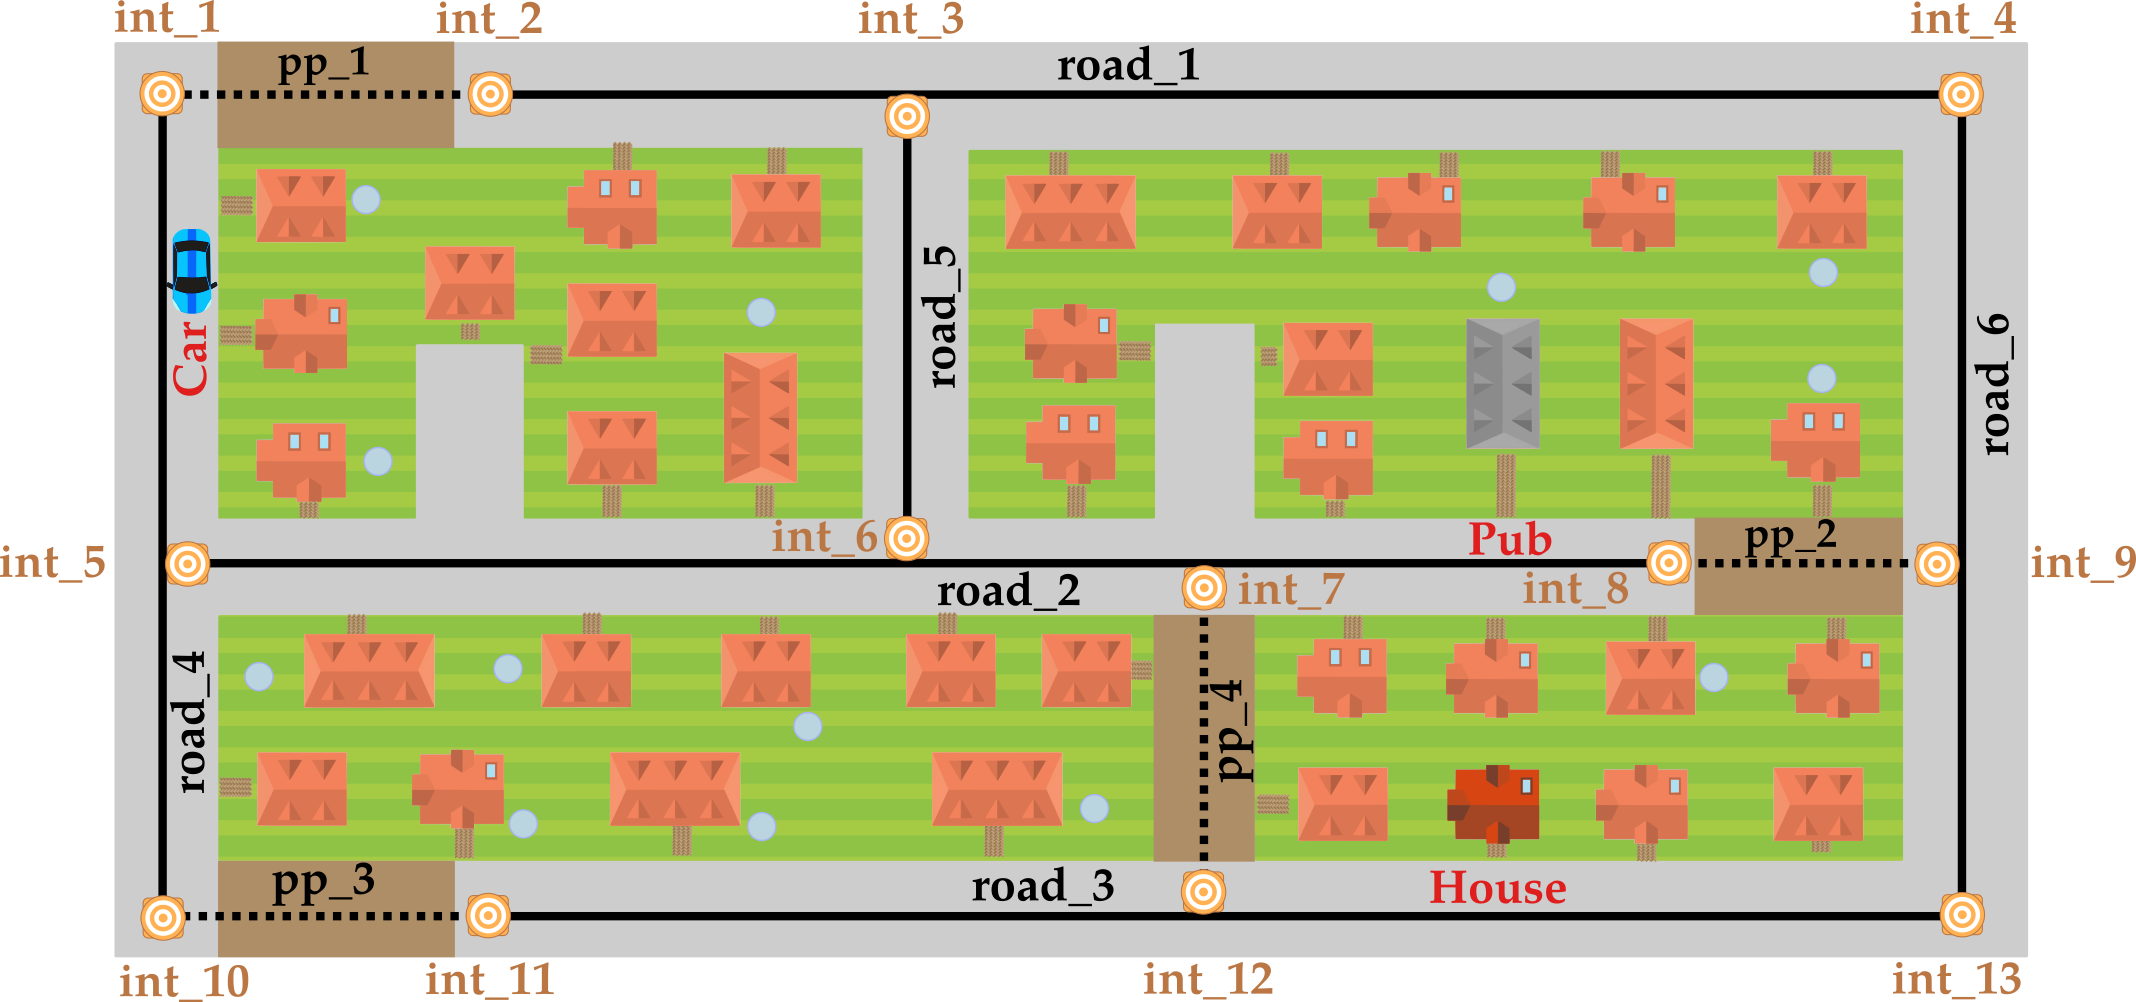 int_1
int_2
int_3
int_4
pp_1
road_1
road_5
road_6
Car
int_6
Pub
pp_2
int_5
int_9
road_2
int_7
int_8
road_4
pp_4
pp_3
road_3
House
int_10
int_11
int_12
int_13